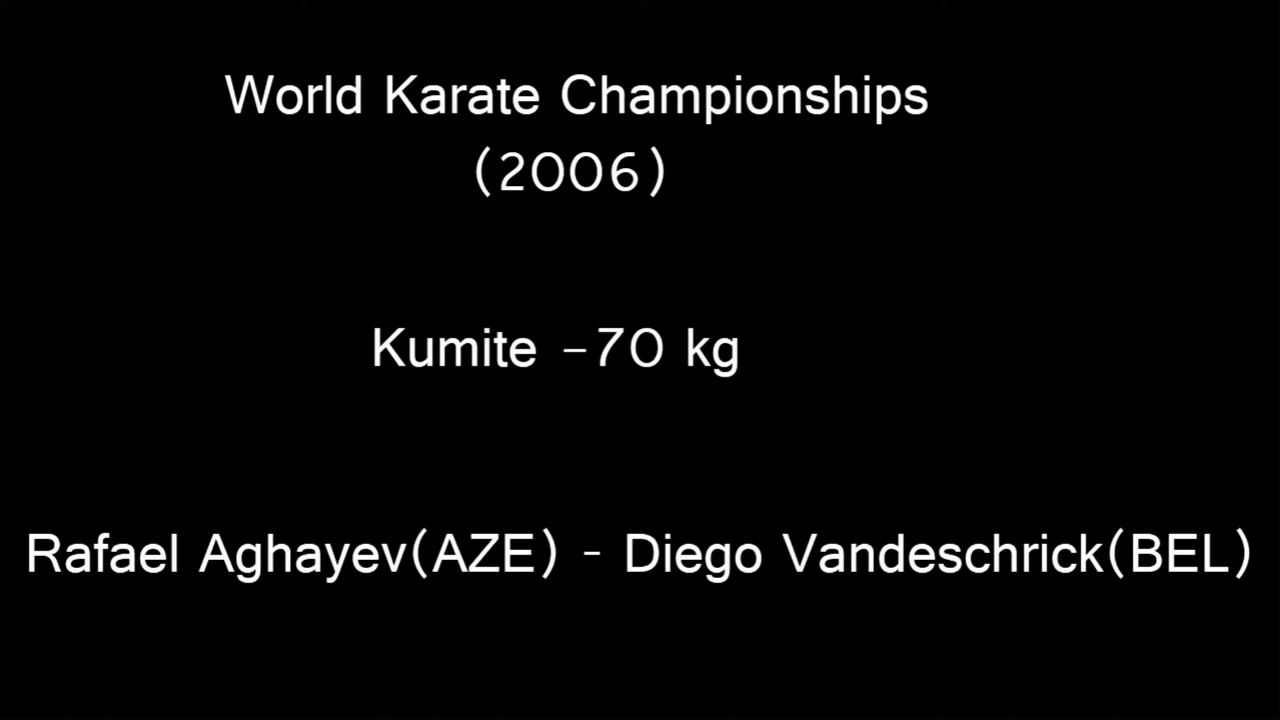 World Karate Championships
(2006)
Kumite -70 kg
Rafael Aghayev(AZE) - Diego Vandeschrick(BEL)